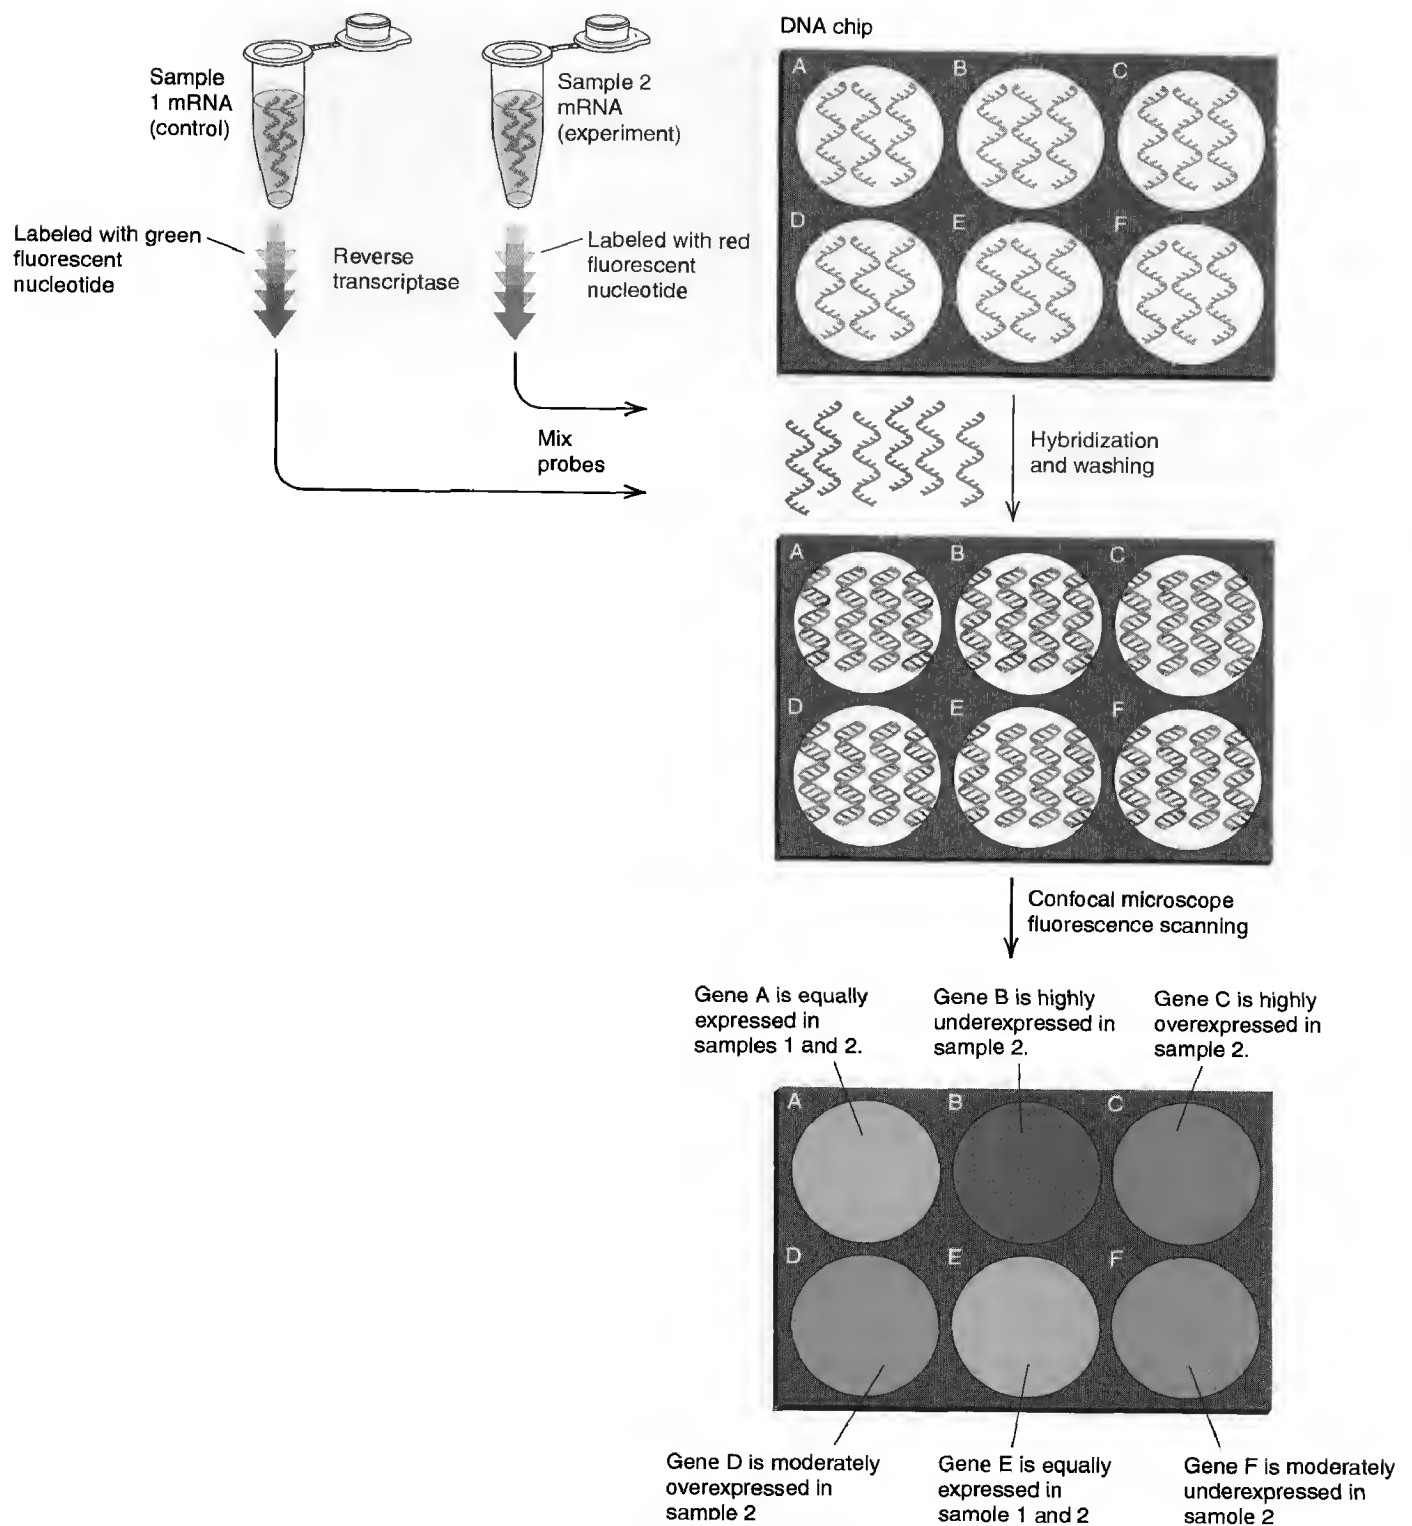 DNA chip
Sample
1 mRNA
(control)
Sample 2
mRNA
(experiment)
Labeled with green
fluorescent
nucleotide
Reverse
transcriptase
Labeled with red
fluorescent
nucleotide
Mix
probes
A
B
C
D
E
F
Hybridization
and washing
A
B
C
D
E
F
Confocal microscope
fluorescence scanning
Gene A is equally
expressed in
samples 1 and 2.
Gene B is highly
underexpressed in
sample 2.
Gene C is highly
overexpressed in
sample 2.
A
B
C
D
E
F
Gene D is moderately
overexpressed in
sample 2
Gene E is equally
expressed in
sample 1 and 2
Gene F is moderately
underexpressed in
sample 2